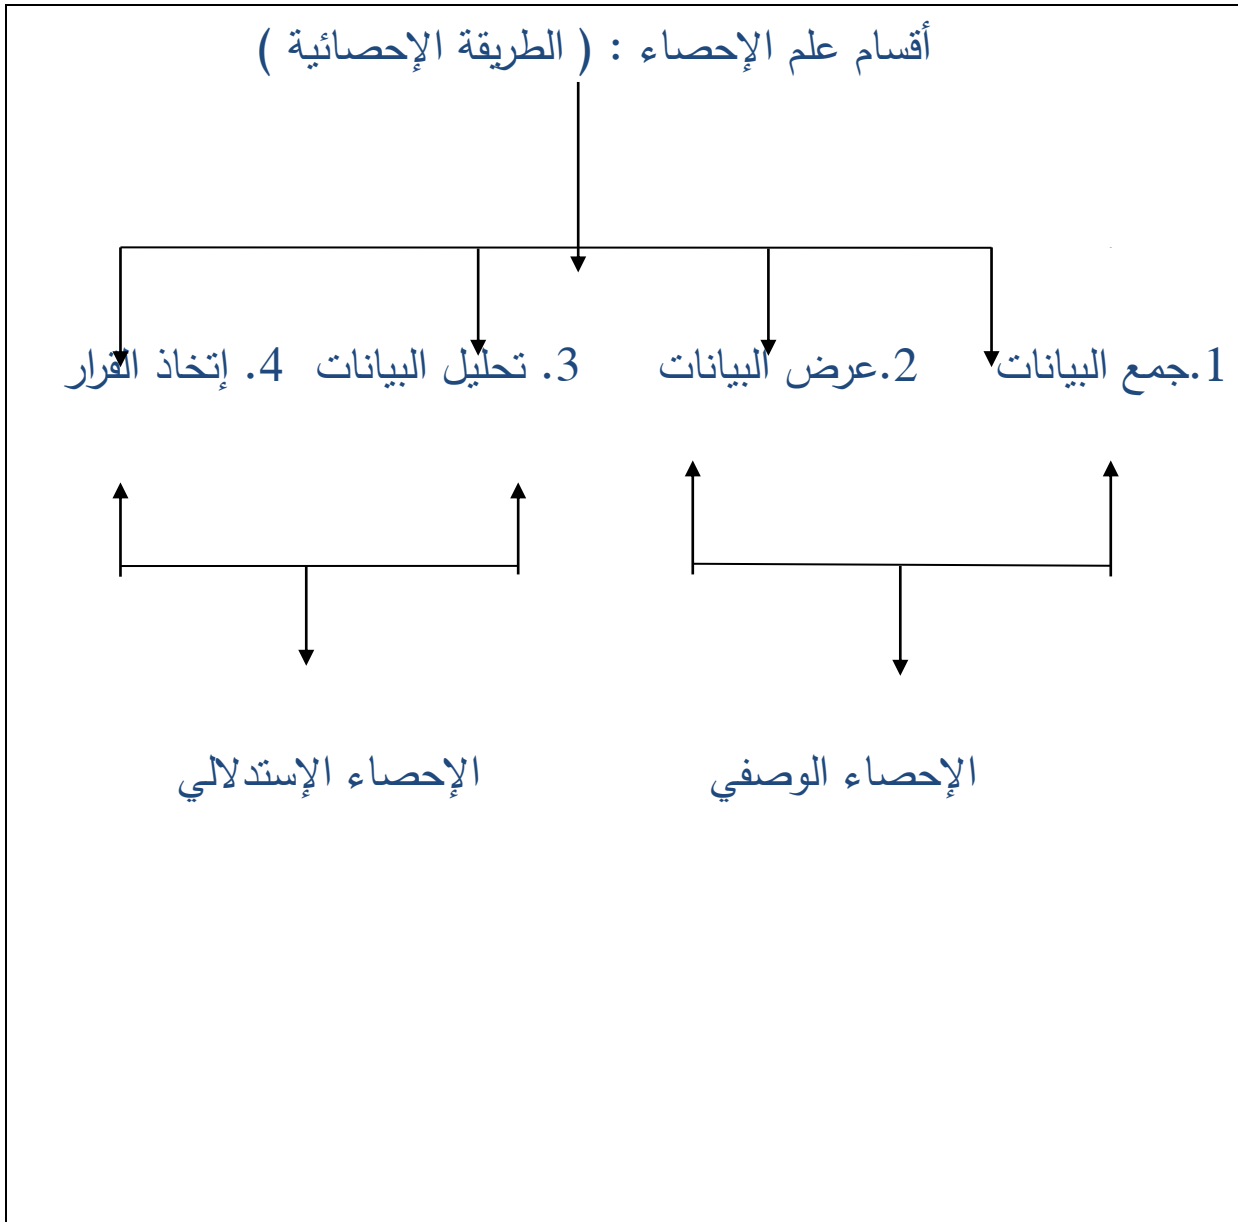 أقسام علم الإحصاء : ( الطريقة الإحصائية )
1.جمع البيانات 2.عرض البيانات 3. تحليل البيانات 4. إتخاذ القرار
الإحصاء الوصفي الإحصاء الإستدلالي